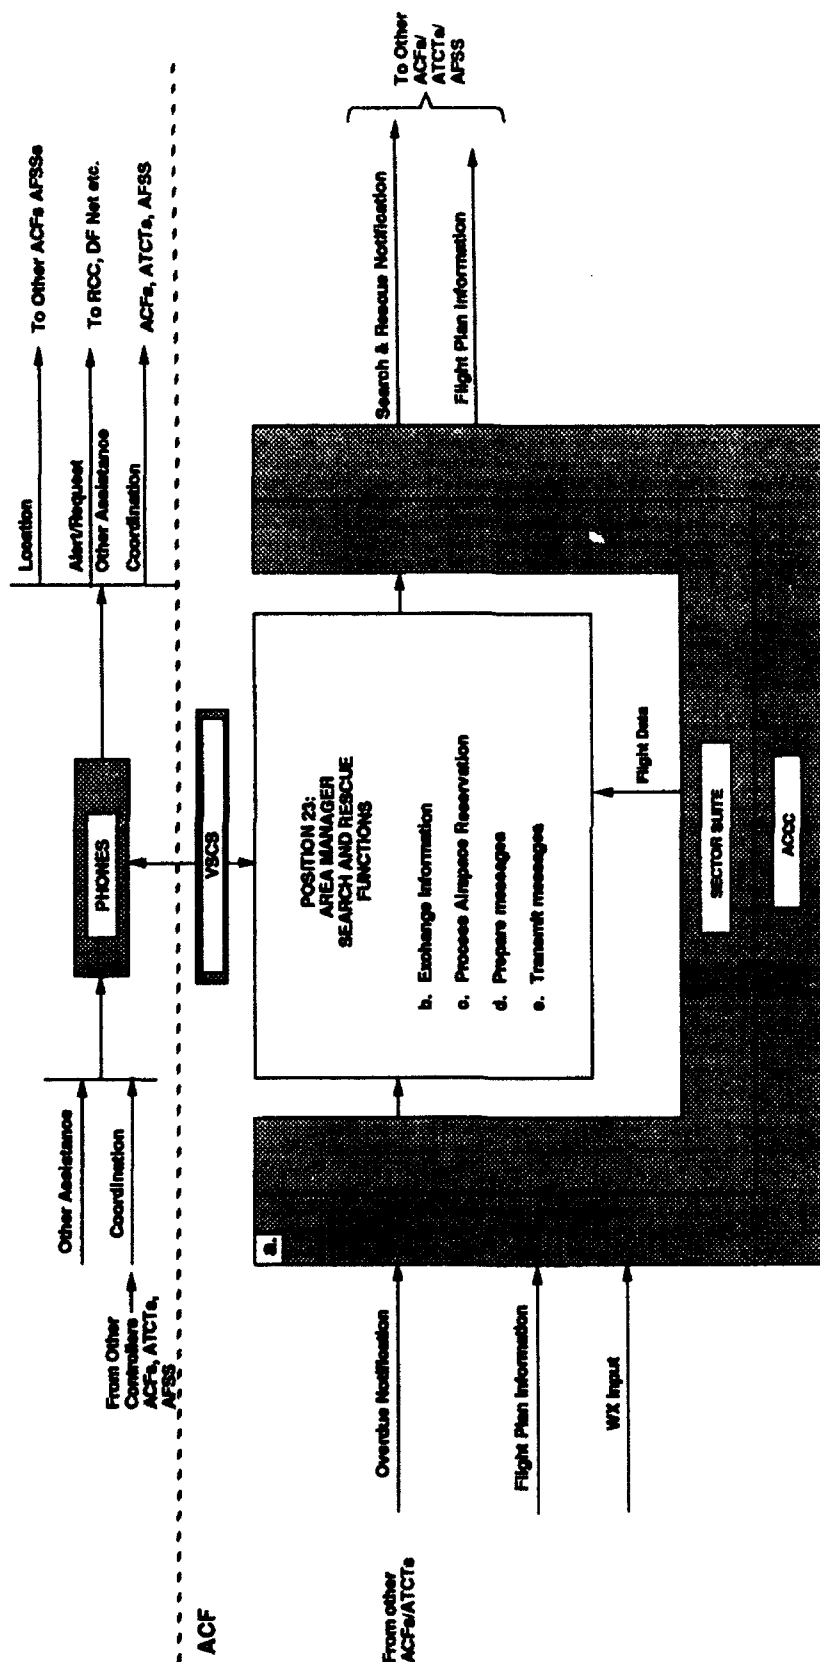 Other Assistance
Coordination
From Other
Controllers
ACFs, ATCTs,
AFSS
PHONES
Location
To Other ACFs AFSSs
Alert/Request
Other Assistance
To RCC, DF Net etc.
Coordination
ACFs, ATCTs, AFSS
ACF
VSCS
a.
From other
ACFs/ATCTs
Overdue Notification
Flight Plan Information
WX Input
POSITION 23:
AREA MANAGER
SEARCH AND RESCUE
FUNCTIONS
b. Exchange Information
c. Process Airspace Reservation
d. Prepare messages
e. Transmit messages
Flight Data
SECTOR SUITE
ACCC
Search & Rescue Notification
Flight Plan Information
To Other
ACFs/
ATCTs/
AFSS